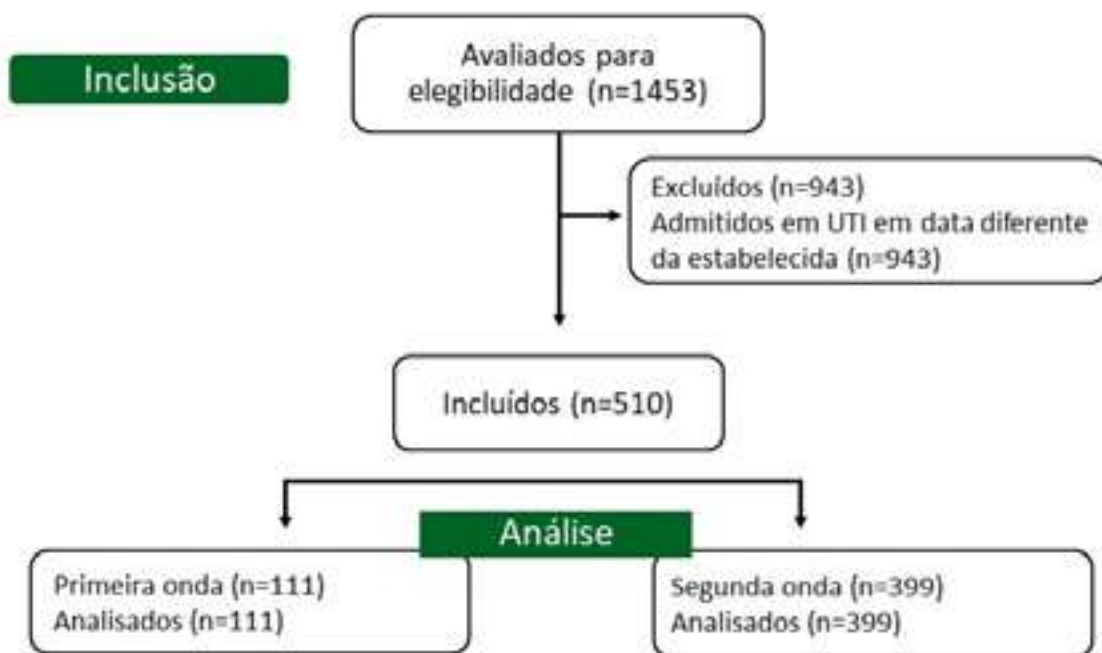 Inclusão
Avaliados para
elegibilidade (n=1453)
Excluídos (n=943)
Admitidos em UTI em data diferente
da estabelecida (n=943)
Incluídos (n=510)
Análise
Primeira onda (n=111)
Analisados (n=111)
Segunda onda (n=399)
Analisados (n=399)